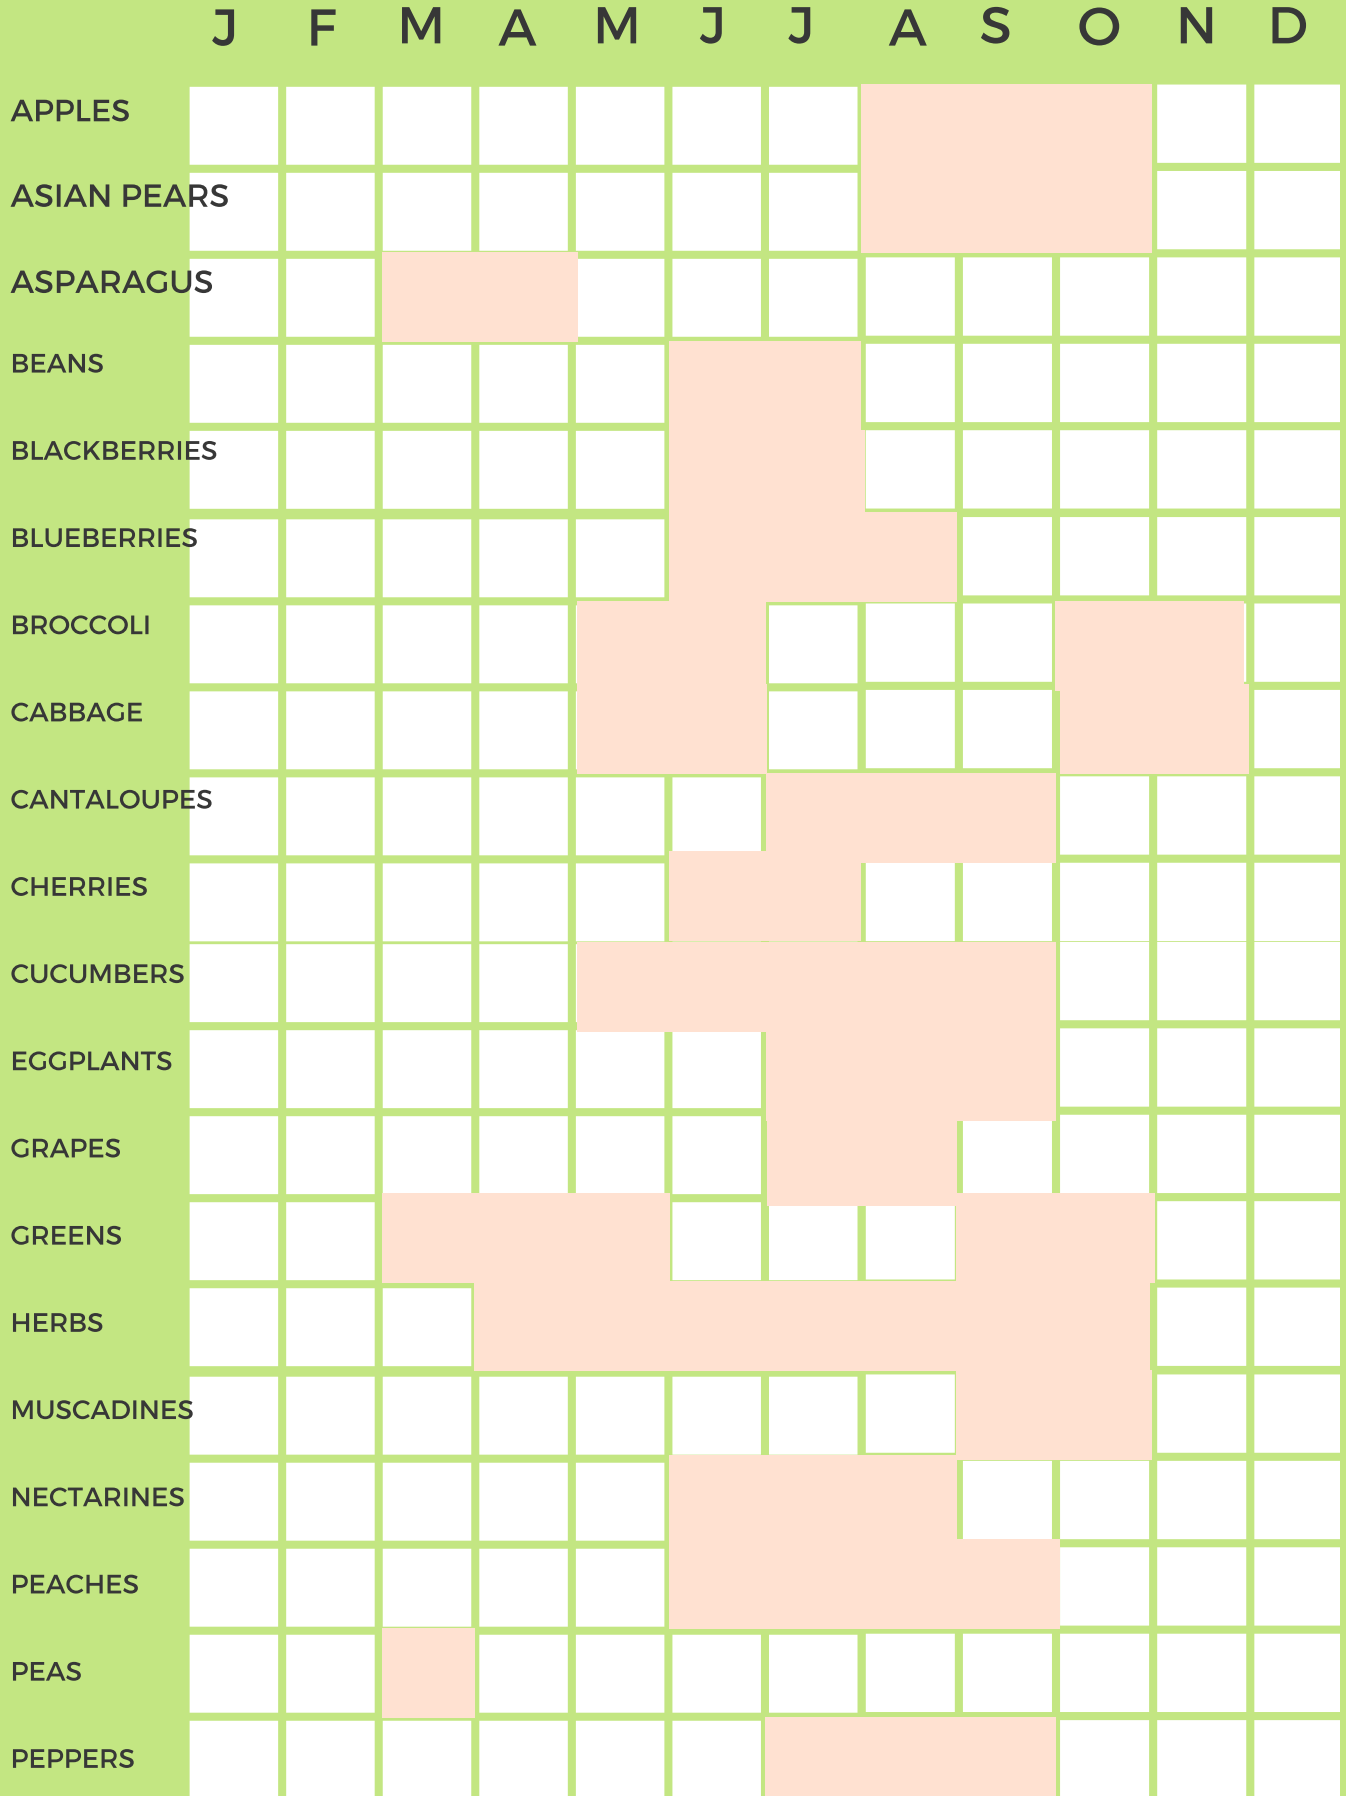 J F M A M J J A S O N D
APPLES
ASIAN PEARS
ASPARAGUS
BEANS
BLACKBERRIES
BLUEBERRIES
BROCCOLI
CABBAGE
CANTALOUPES
CHERRIES
CUCUMBERS
EGGPLANTS
GRAPES
GREENS
HERBS
MUSCADINES
NECTARINES
PEACHES
PEAS
PEPPERS